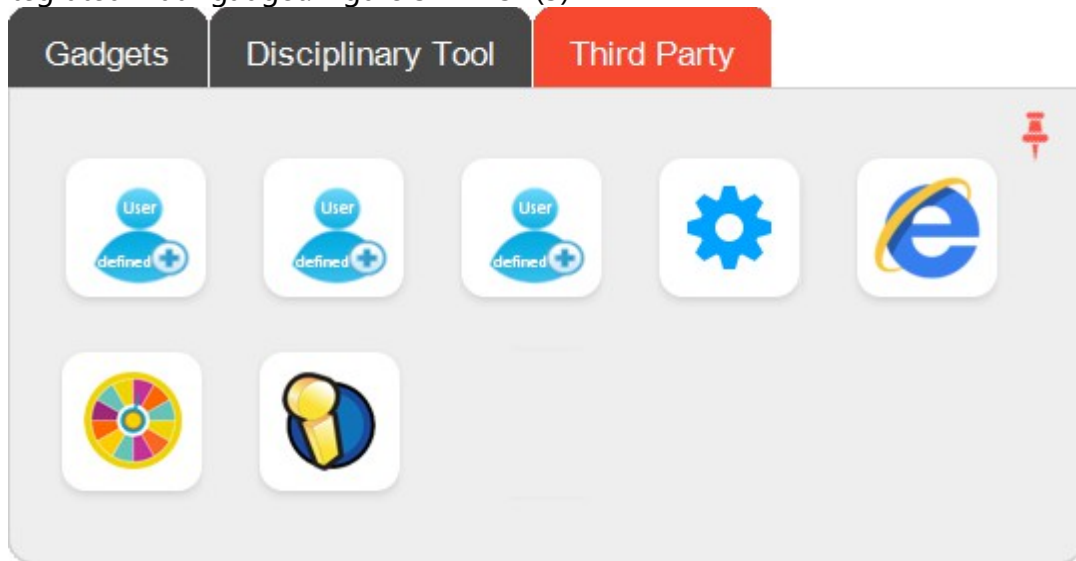 Gadgets Disciplinary Tool Third Party
User User User
defined defined defined